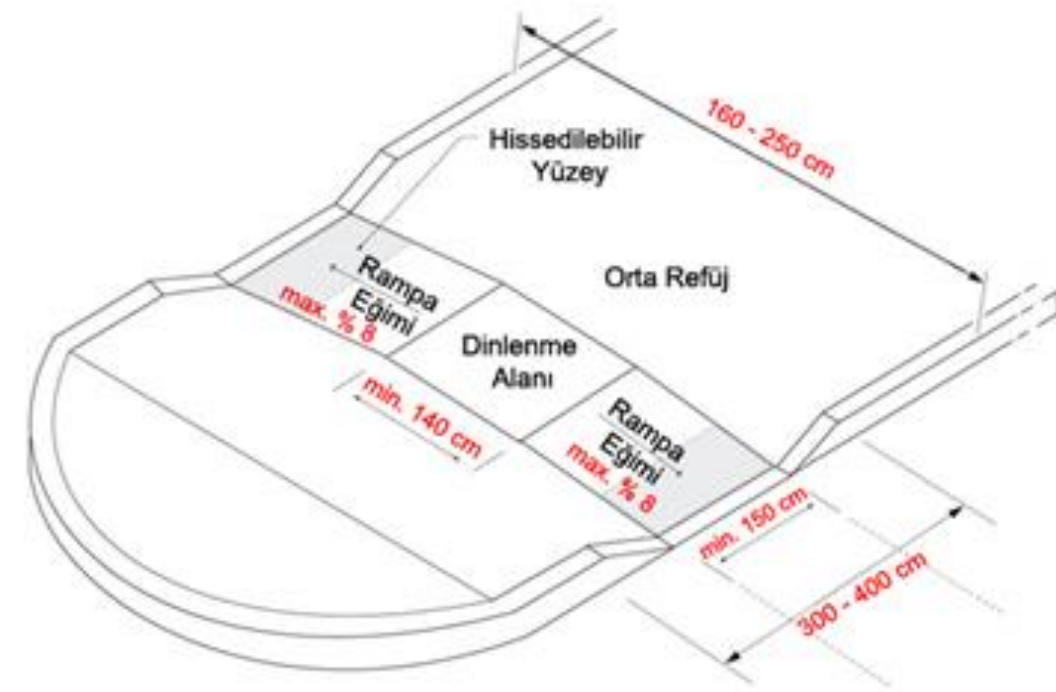 160 - 250 cm
Hissedilebilir
Yüzey
Orta Refüj
Rampa
Eğimi
max. % 8
Dinlenme
Alanı
min. 140 cm
Rampa
Eğimi
max. % 8
min. 150 cm
300 - 400 cm